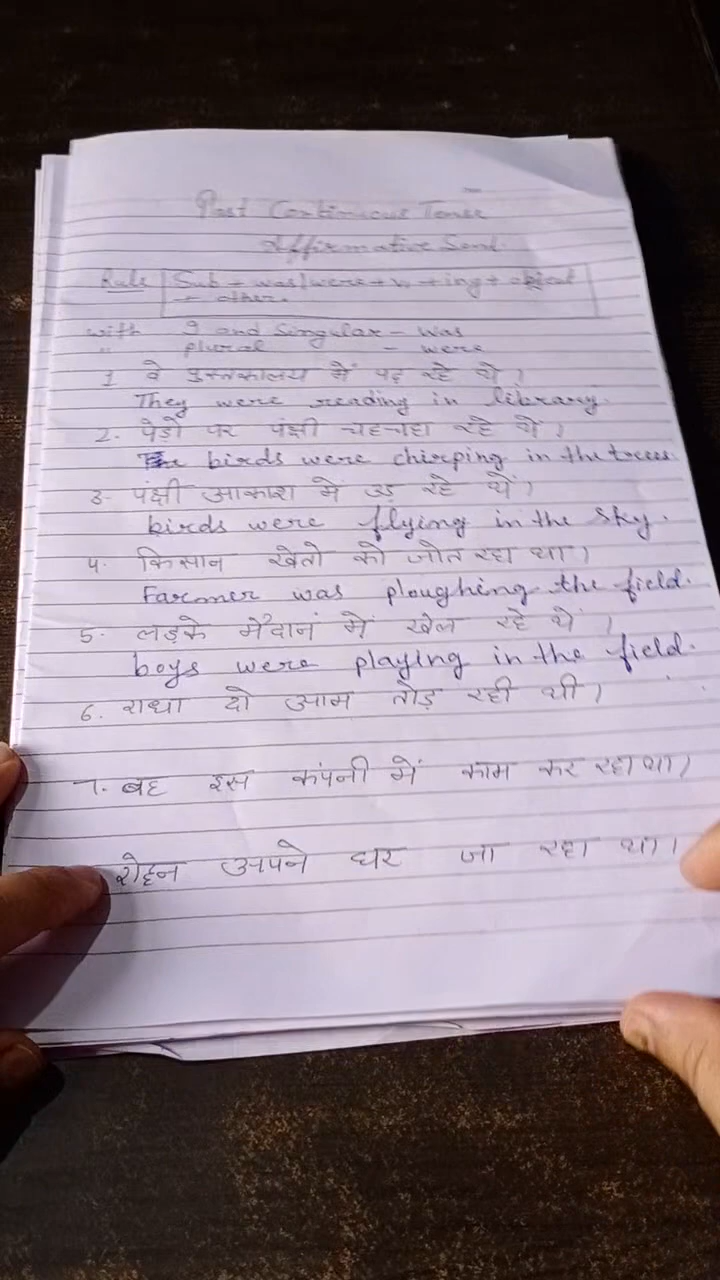 Past Continuous Tense
Affirmative Sent.
Rule Sub + was/were + v₁ + ing + object
+ other.
with I and Singular - was
" plural - were
1 वे पुस्तकालय में पढ़ रहे थे।
They were reading in library.
2. पेड़ो पर पंक्षी चहचहा रहे थे।
The birds were chirping in the trees.
3. पंक्षी आकाश में उड़ रहे थें।
birds were flying in the sky.
4. किसान खेतो को जोत रहा था।
Farmer was ploughing the field.
5. लड़के मैदान में खेल रहे थे।
boys were playing in the field.
6. राधा दो आम तोड़ रही थी।
7. वह इस कंपनी में काम कर रहा था।
रोहन अपने घर जा रहा था।